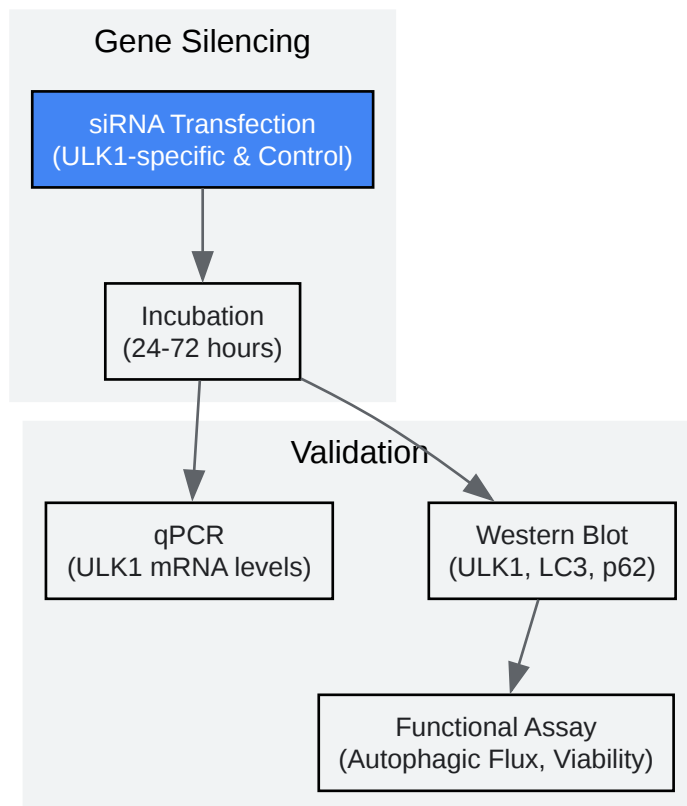 Gene Silencing
siRNA Transfection
(ULK1-specific & Control)
Incubation
(24-72 hours)
Validation
qPCR
(ULK1 mRNA levels)
Western Blot
(ULK1, LC3, p62)
Functional Assay
(Autophagic Flux, Viability)